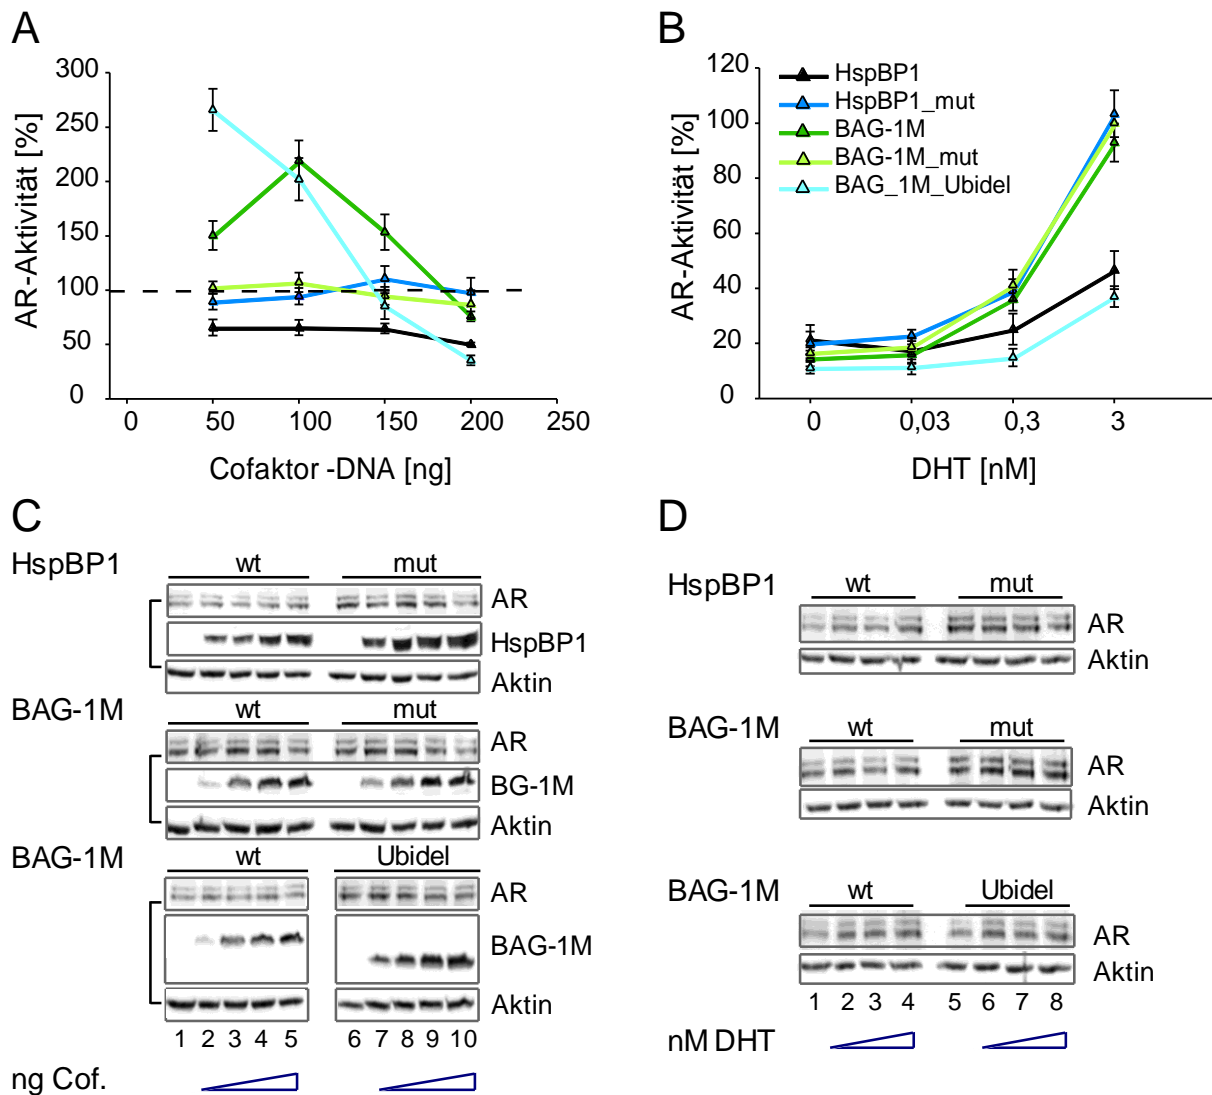 A
300
250
200
150
100
50
0
AR-Aktivität [%]
0 50 100 150 200 250
Cofaktor -DNA [ng]
B
120
100
80
60
40
20
0
AR-Aktivität [%]
HspBP1
HspBP1_mut
BAG-1M
BAG-1M_mut
BAG_1M_Ubidel
0 0,03 0,3 3
DHT [nM]
C
HspBP1 wt mut
AR
HspBP1
Aktin
BAG-1M wt mut
AR
BG-1M
Aktin
BAG-1M wt Ubidel
AR
BAG-1M
Aktin
1 2 3 4 5 6 7 8 9 10
ng Cof.
D
HspBP1 wt mut
AR
Aktin
BAG-1M wt mut
AR
Aktin
BAG-1M wt Ubidel
AR
Aktin
1 2 3 4 5 6 7 8
nM DHT